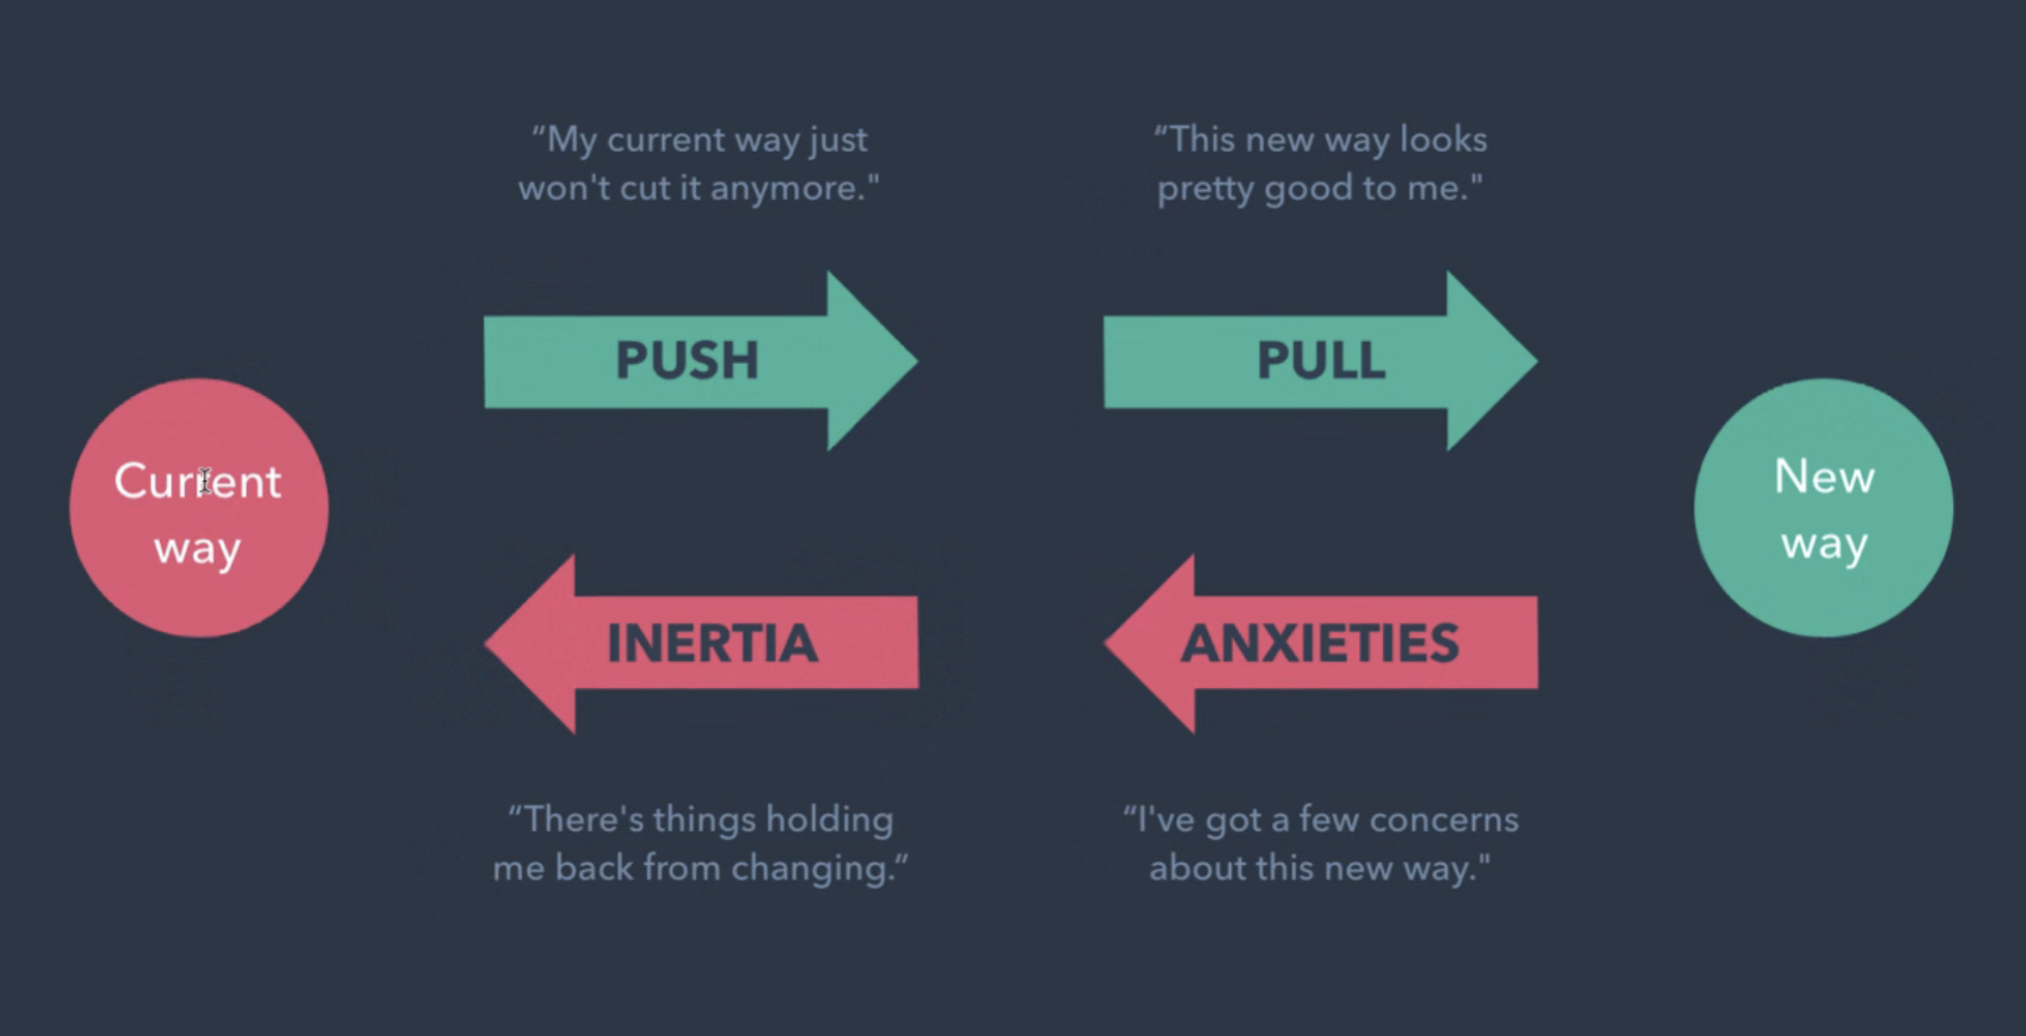 “My current way just
won't cut it anymore."
“This new way looks
pretty good to me."
PUSH
PULL
Current
way
New
way
INERTIA
ANXIETIES
“There's things holding
me back from changing.”
“I've got a few concerns
about this new way."